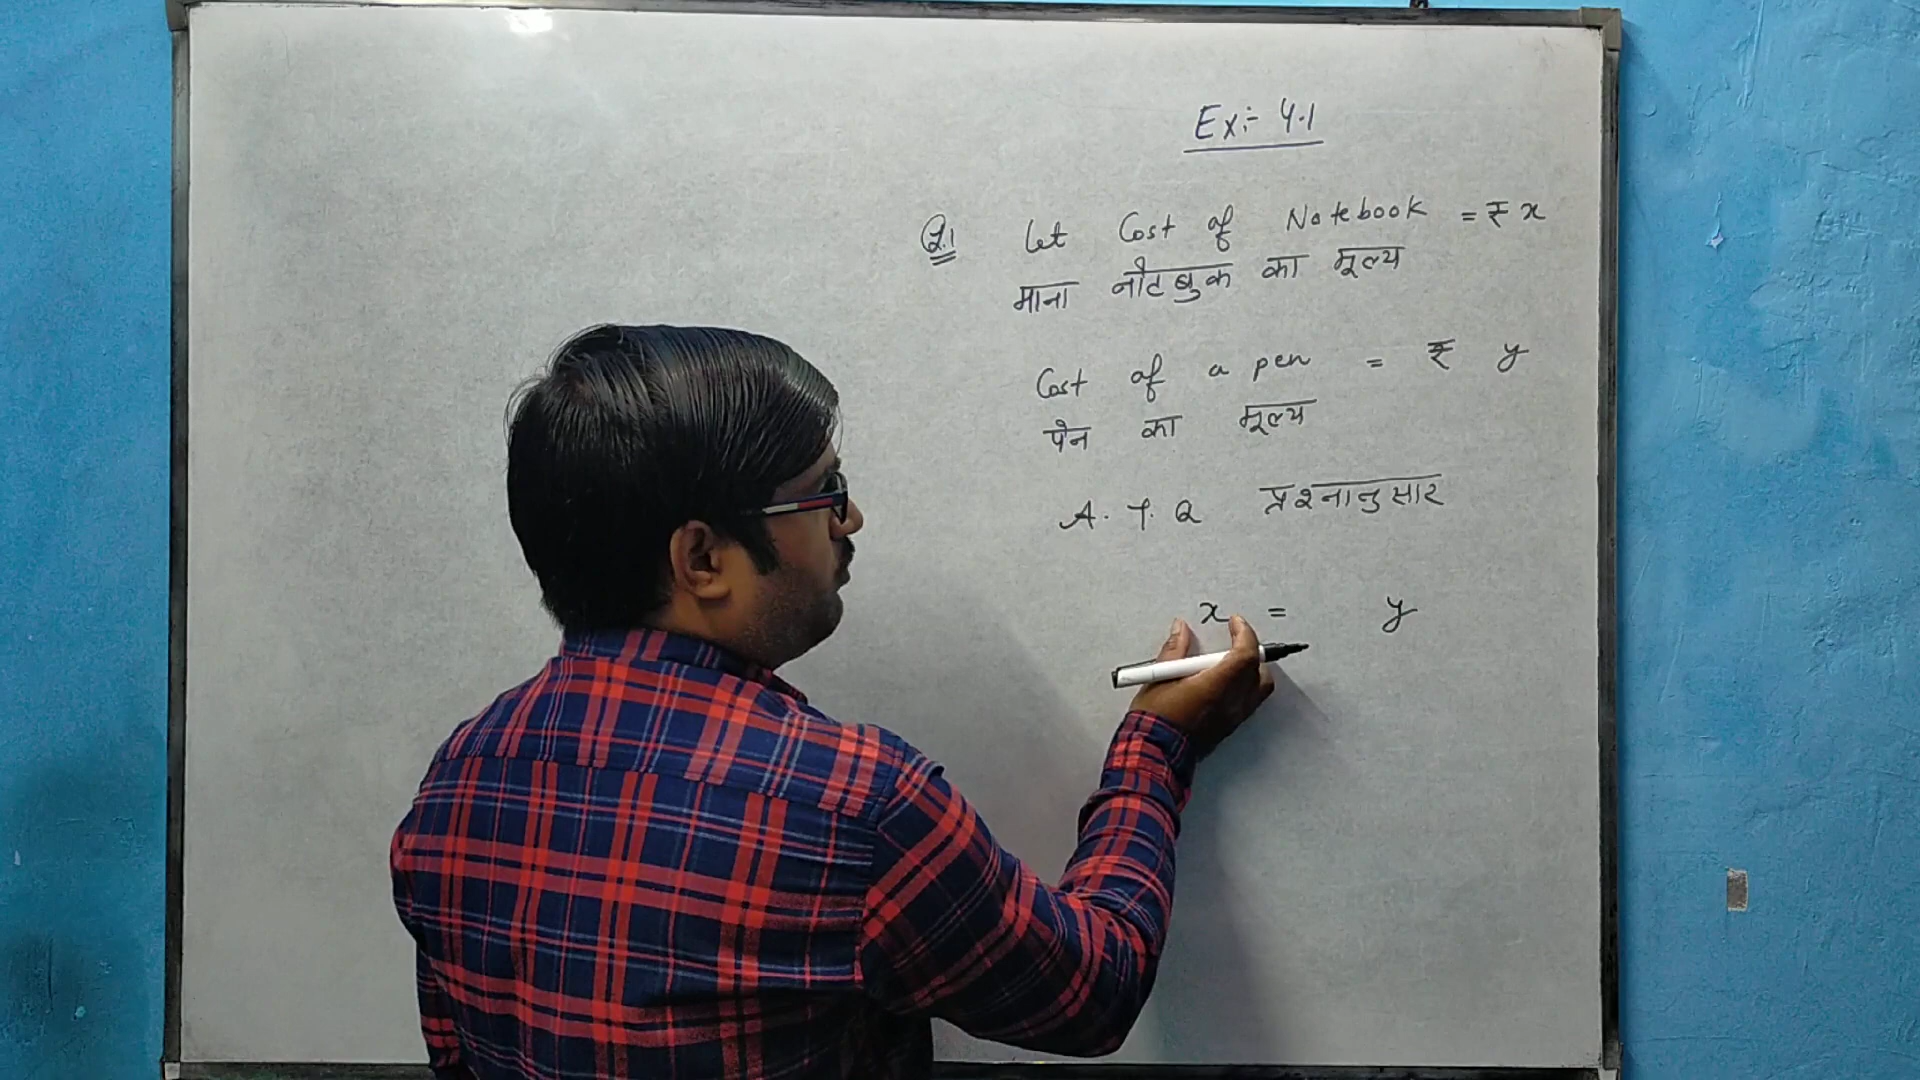 Ex:- 4.1
Q.1 Let Cost of Notebook = ₹ x
माना नोटबुक का मूल्य
Cost of a pen = ₹ y
पेन का मूल्य
A. T. Q प्रश्नानुसार
x = y